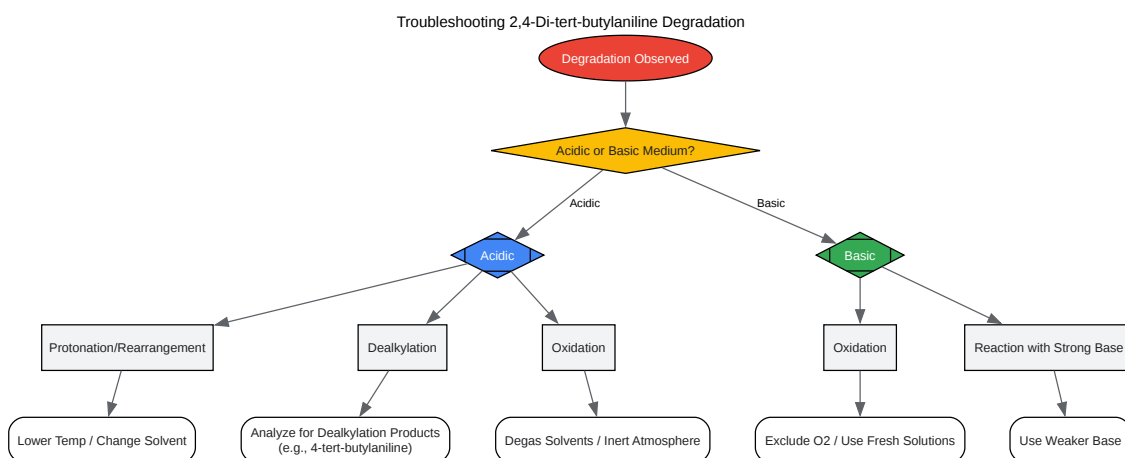 Troubleshooting 2,4-Di-tert-butylaniline Degradation
Degradation Observed
Acidic or Basic Medium?
Acidic
Basic
Acidic
Basic
Protonation/Rearrangement
Dealkylation
Oxidation
Oxidation
Reaction with Strong Base
Lower Temp / Change Solvent
Analyze for Dealkylation Products
(e.g., 4-tert-butylaniline)
Degas Solvents / Inert Atmosphere
Exclude O2 / Use Fresh Solutions
Use Weaker Base